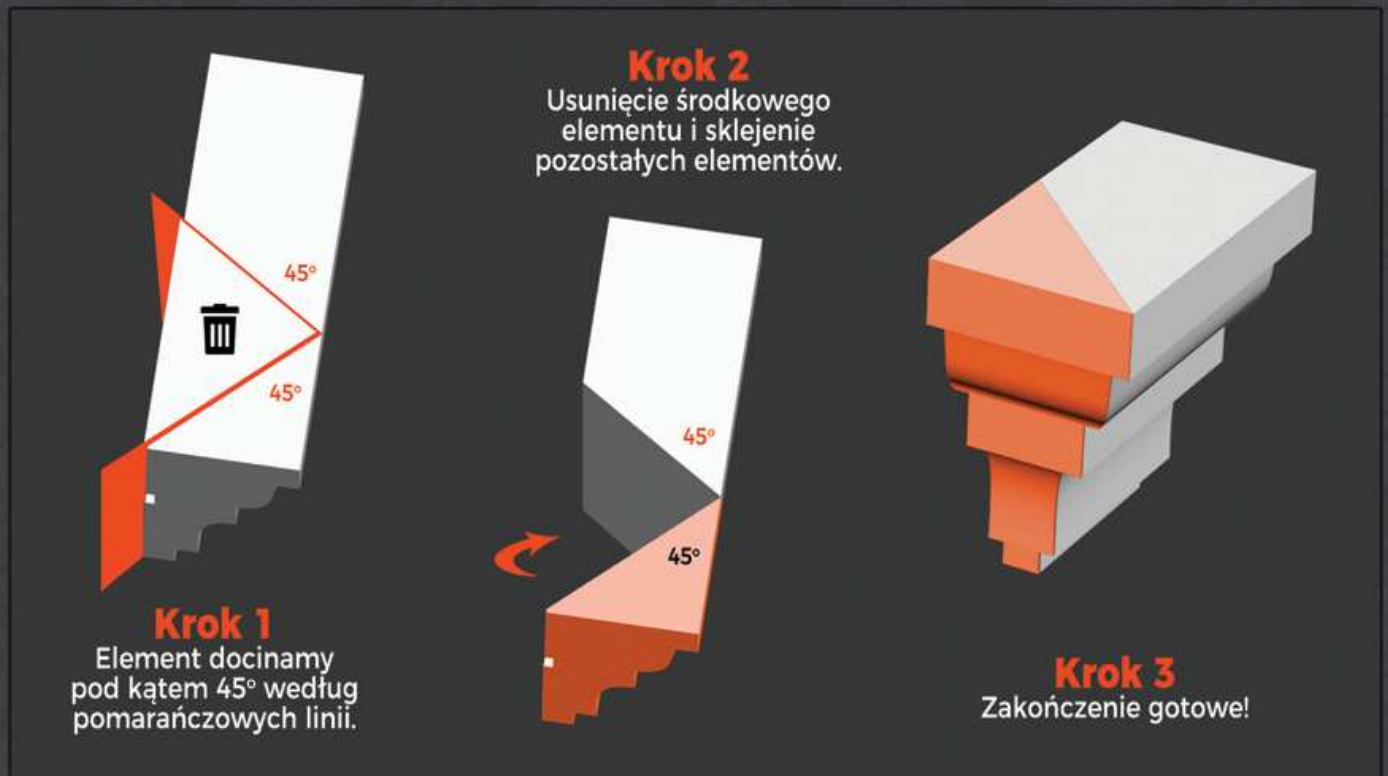 45°
45°
Krok 1
Element docinamy
pod kątem 45° według
pomarańczowych linii.
Krok 2
Usunięcie środkowego
elementu i sklejenie
pozostałych elementów.
45°
45°
Krok 3
Zakończenie gotowe!